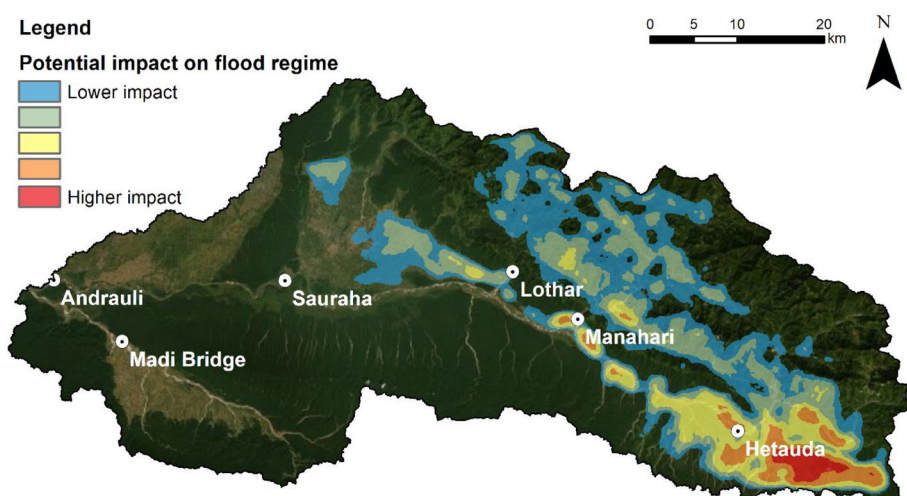 Legend
Potential impact on flood regime
Lower impact
Higher impact
0 5 10 20
km
N
Lothar
Andrauli
Sauraha
Manahari
Madi Bridge
Hetauda